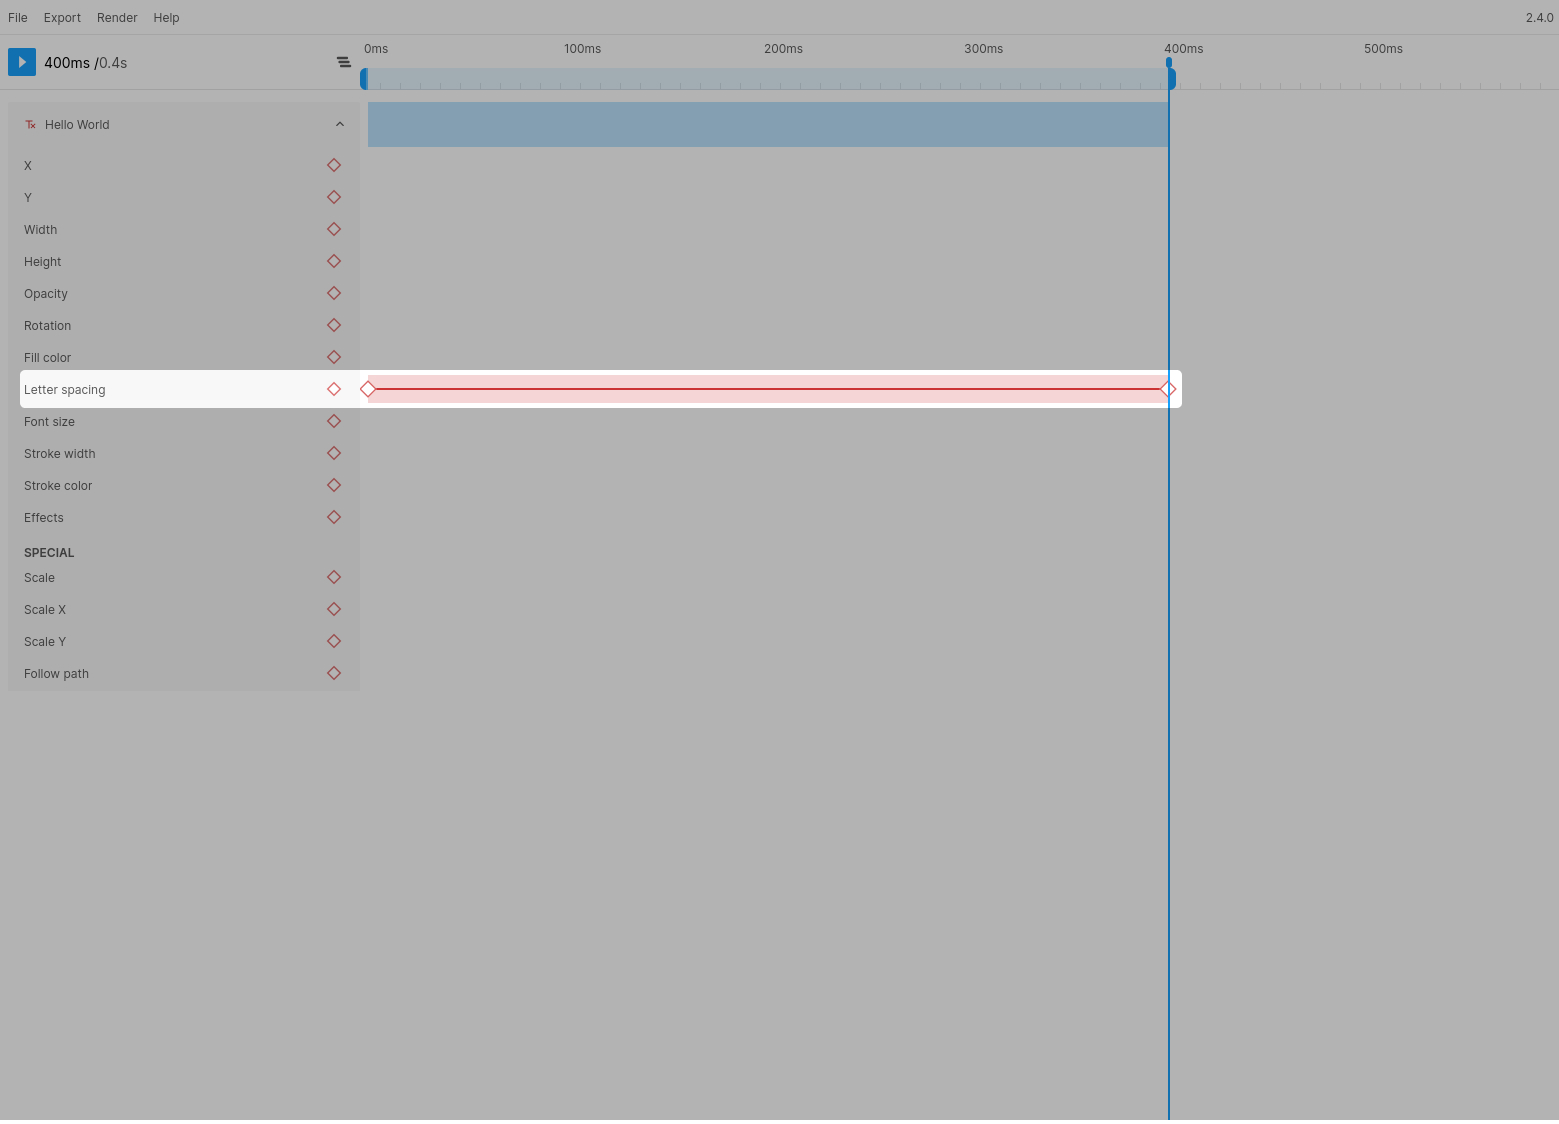 File Export Render Help 2.4.0
400ms /0.4s
0ms 100ms 200ms 300ms 400ms 500ms
Hello World
X
Y
Width
Height
Opacity
Rotation
Fill color
Letter spacing
Font size
Stroke width
Stroke color
Effects
SPECIAL
Scale
Scale X
Scale Y
Follow path